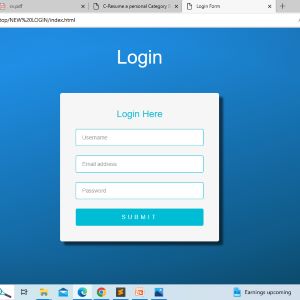 cv.pdf
C-Resume a personal Category
Login Form
top/NEW%20LOGIN/index.html
Login
Login Here
Username
Email address
Password
SUBMIT
Earnings upcoming